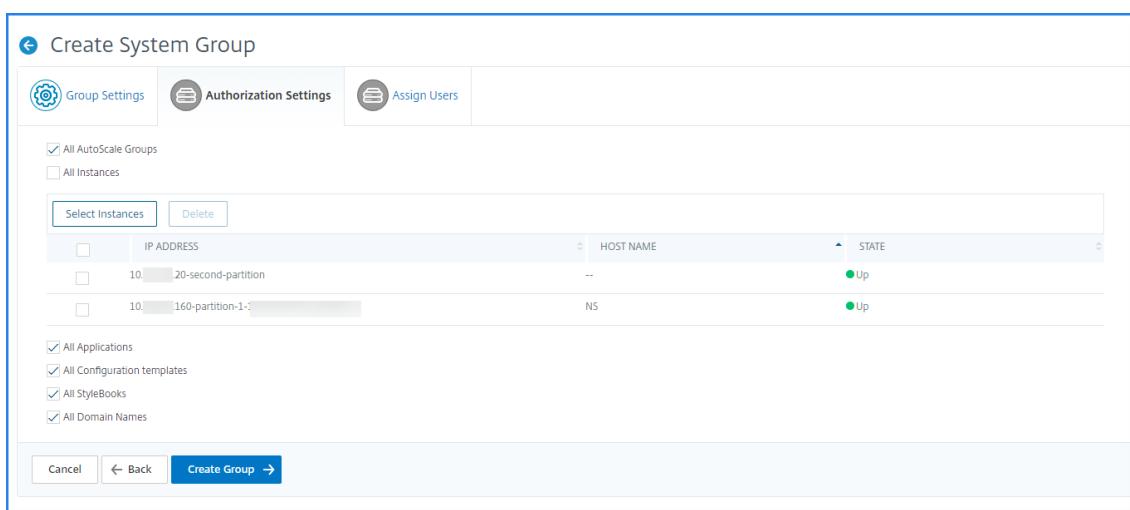 Create System Group
Group Settings Authorization Settings Assign Users
All AutoScale Groups
All Instances
Select Instances Delete
IP ADDRESS HOST NAME STATE
10. .20-second-partition -- Up
10. .160-partition-1- NS Up
All Applications
All Configuration templates
All StyleBooks
All Domain Names
Cancel Back Create Group